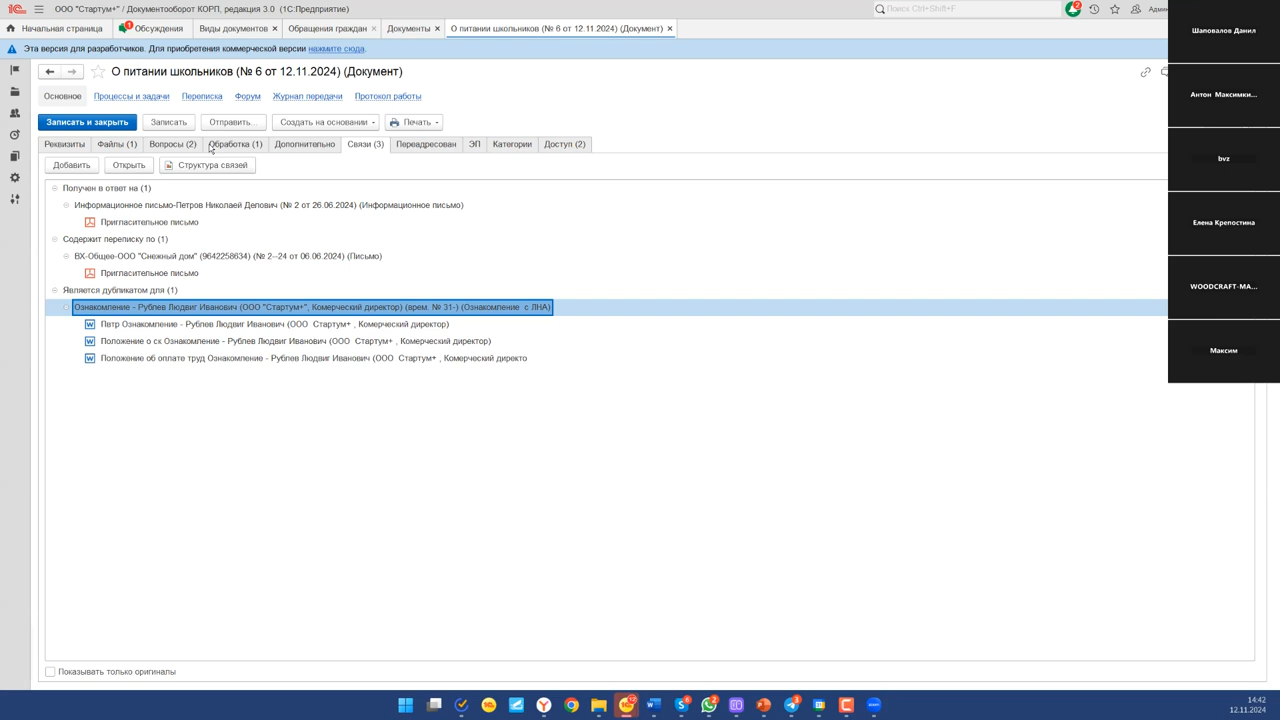 ООО "Стартум+" / Документооборот КОРП, редакция 3.0 (1С:Предприятие)
Поиск Ctrl+Shift+F
2
Начальная страница
1
Обсуждения
Виды документов ×
Обращения граждан ×
Документы ×
О питании школьников (№ 6 от 12.11.2024) (Документ) ×
Эта версия для разработчиков. Для приобретения коммерческой версии нажмите сюда.
О питании школьников (№ 6 от 12.11.2024) (Документ)
Основное Процессы и задачи Переписка Форум Журнал передачи Протокол работы
Записать и закрыть Записать Отправить... Создать на основании Печать
Реквизиты Файлы (1) Вопросы (2) Обработка (1) Дополнительно Связи (3) Переадресован ЭП Категории Доступ (2)
Добавить Открыть Структура связей
Получен в ответ на (1)
Информационное письмо-Петров Николаей Делович (№ 2 от 26.06.2024) (Информационное письмо)
Пригласительное письмо
Содержит переписку по (1)
ВХ-Общее-ООО "Снежный дом" (9642258634) (№ 2--24 от 06.06.2024) (Письмо)
Пригласительное письмо
Является дубликатом для (1)
Ознакомление - Рублев Людвиг Иванович (ООО "Стартум+", Комерческий директор) (врем. № 31-) (Ознакомление с ЛНА)
Пвтр Ознакомление - Рублев Людвиг Иванович (ООО Стартум+ , Комерческий директор)
Положение о ск Ознакомление - Рублев Людвиг Иванович (ООО Стартум+ , Комерческий директор)
Положение об оплате труд Ознакомление - Рублев Людвиг Иванович (ООО Стартум+ , Комерческий директо
Показывать только оригиналы
Шаповалов Данил
Антон Максимки...
bvz
Елена Крепостина
WOODCRAFT-MA...
Максим
14:42
12.11.2024